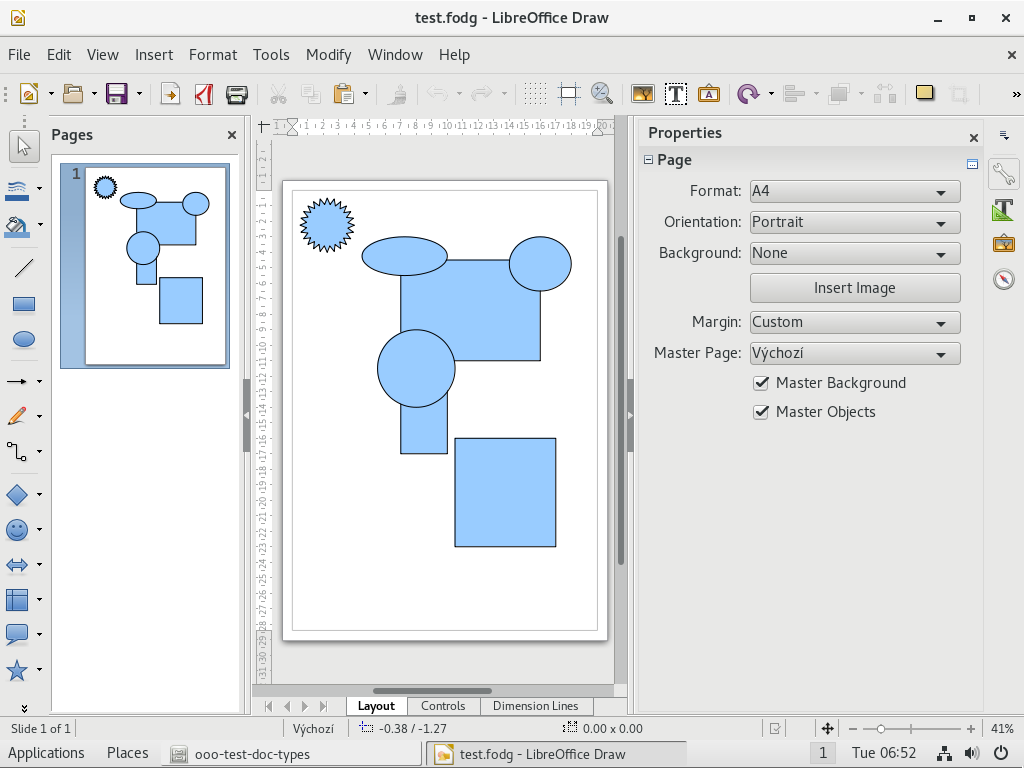 test.fodg - LibreOffice Draw
File Edit View Insert Format Tools Modify Window Help
Pages
1
Properties
Page
Format: A4
Orientation: Portrait
Background: None
Insert Image
Margin: Custom
Master Page: Výchozí
Master Background
Master Objects
Layout Controls Dimension Lines
Slide 1 of 1 Výchozí -0.38 / -1.27 0.00 x 0.00 41%
Applications Places ooo-test-doc-types test.fodg - LibreOffice Draw 1 Tue 06:52